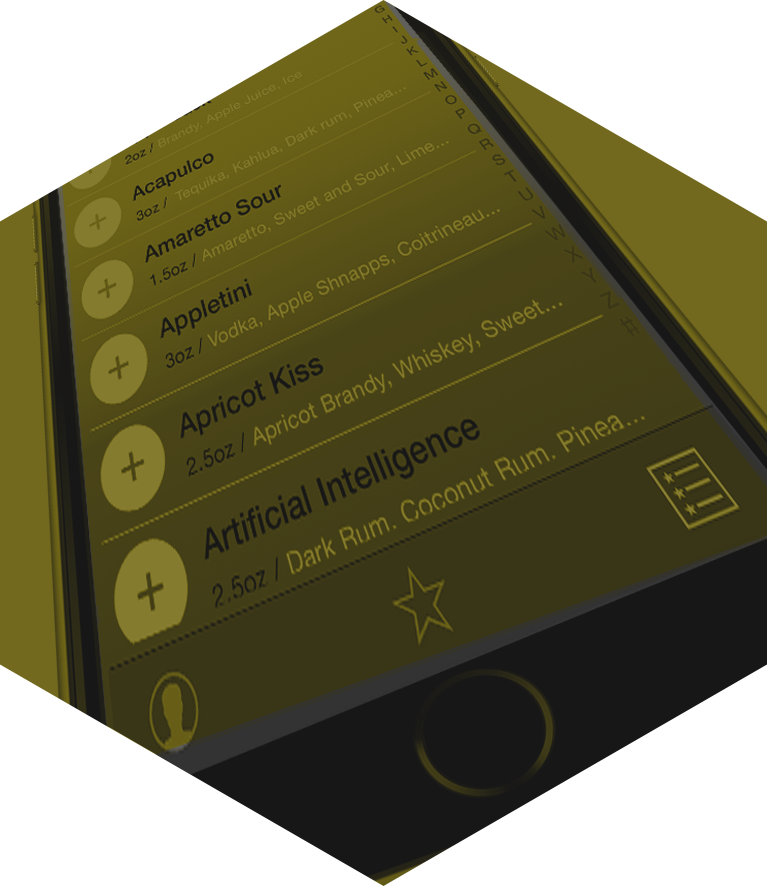 2oz / Brandy, Apple Juice, Ice
Acapulco
3oz / Tequika, Kahlua, Dark rum, Pinea...
Amaretto Sour
1.5oz / Amaretto, Sweet and Sour, Lime...
Appletini
3oz / Vodka, Apple Shnapps, Coitrineau...
Apricot Kiss
2.5oz / Apricot Brandy, Whiskey, Sweet...
Artificial Intelligence
2.5oz / Dark Rum. Coconut Rum. Pinea...
G
H
I
J
K
L
M
N
O
P
Q
R
S
T
U
V
W
X
Y
Z
#